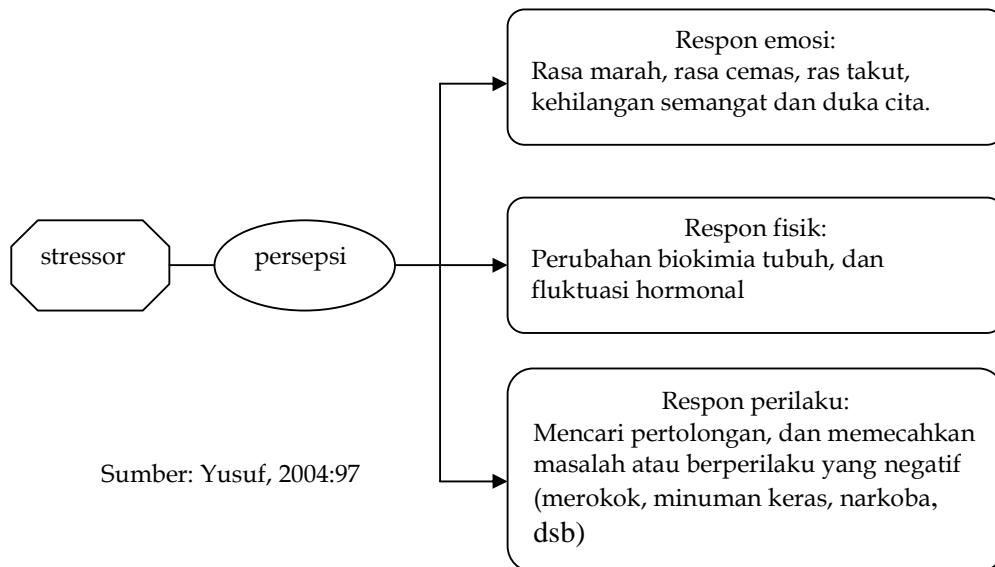 stressor
persepsi
Respon emosi:
Rasa marah, rasa cemas, ras takut,
kehilangan semangat dan duka cita.
Respon fisik:
Perubahan biokimia tubuh, dan
fluktuasi hormonal
Respon perilaku:
Mencari pertolongan, dan memecahkan
masalah atau berperilaku yang negatif
(merokok, minuman keras, narkoba,
dsb)
Sumber: Yusuf, 2004:97